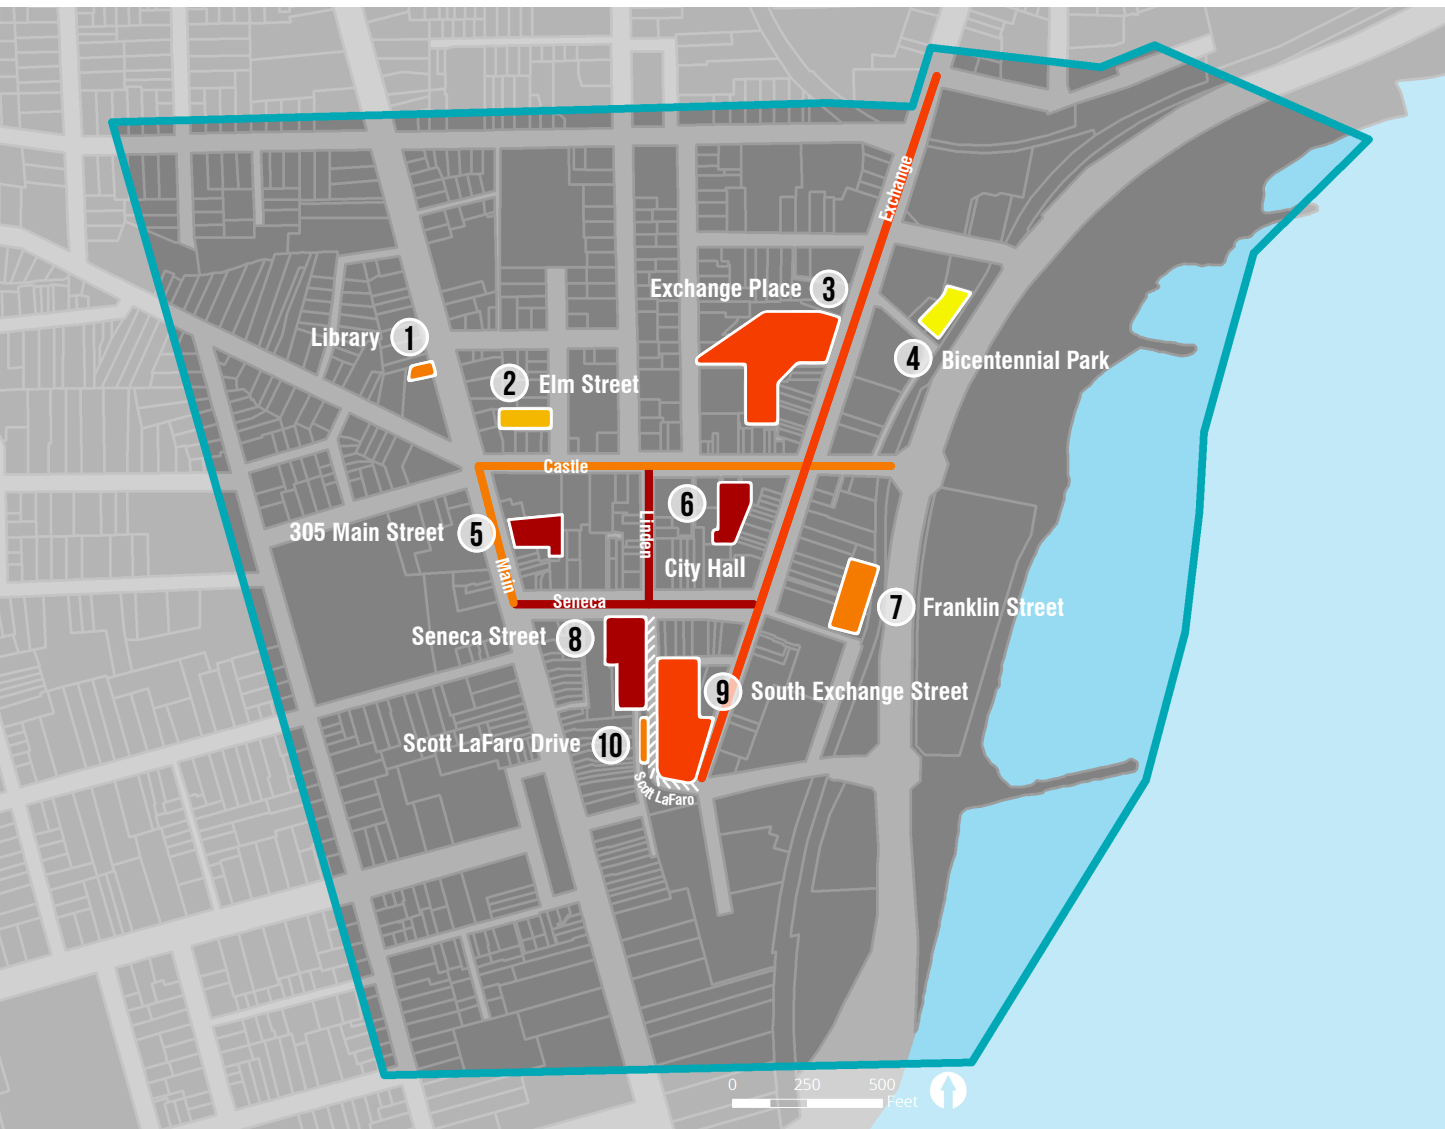 Exchange
Exchange Place 3
Library 1
4 Bicentennial Park
2 Elm Street
Castle
6
305 Main Street 5
Linden
City Hall
Main
Seneca
7 Franklin Street
Seneca Street 8
9 South Exchange Street
Scott LaFaro Drive 10
Scott LaFaro
0 250 500
Feet